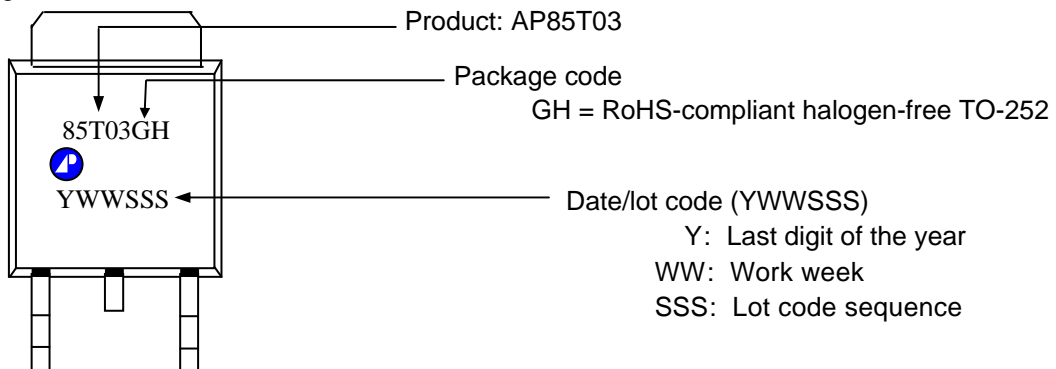 Product: AP85T03
Package code
GH = RoHS-compliant halogen-free TO-252
85T03GH
YWWSSS
Date/lot code (YWWSSS)
Y: Last digit of the year
WW: Work week
SSS: Lot code sequence